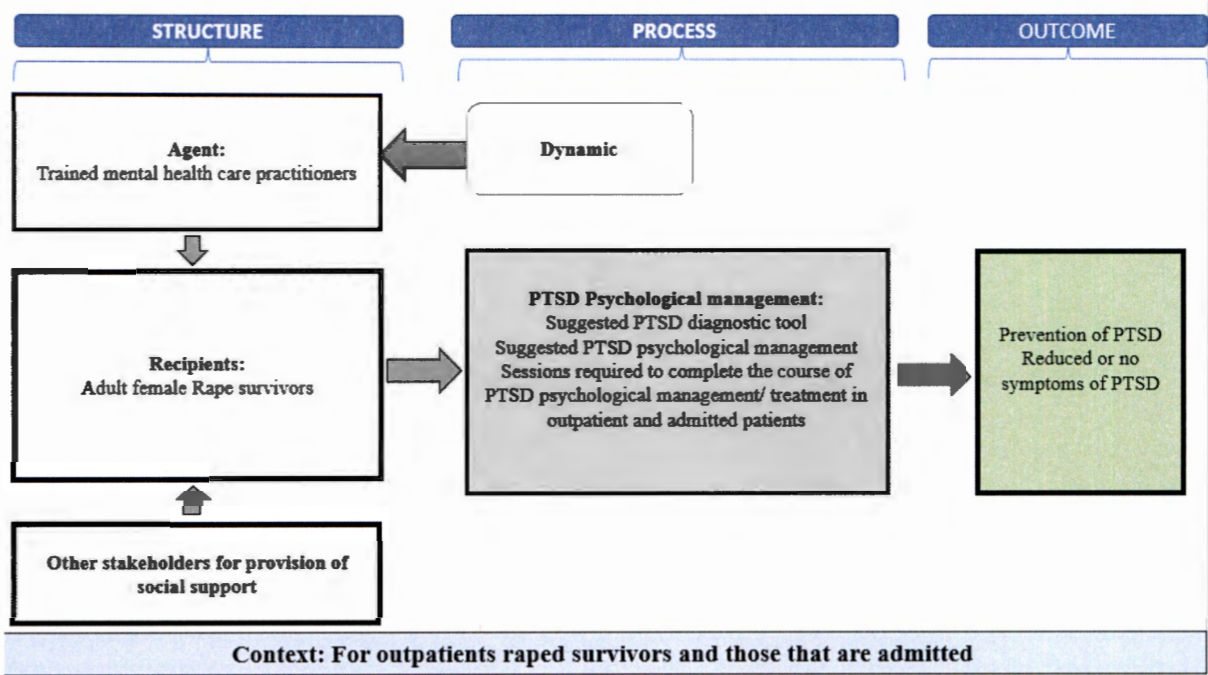 STRUCTURE
PROCESS
OUTCOME
Agent:
Trained mental health care practitioners
Dynamic
Recipients:
Adult female Rape survivors
PTSD Psychological management:
Suggested PTSD diagnostic tool
Suggested PTSD psychological management
Sessions required to complete the course of
PTSD psychological management/ treatment in
outpatient and admitted patients
Prevention of PTSD
Reduced or no
symptoms of PTSD
Other stakeholders for provision of
social support
Context: For outpatients raped survivors and those that are admitted